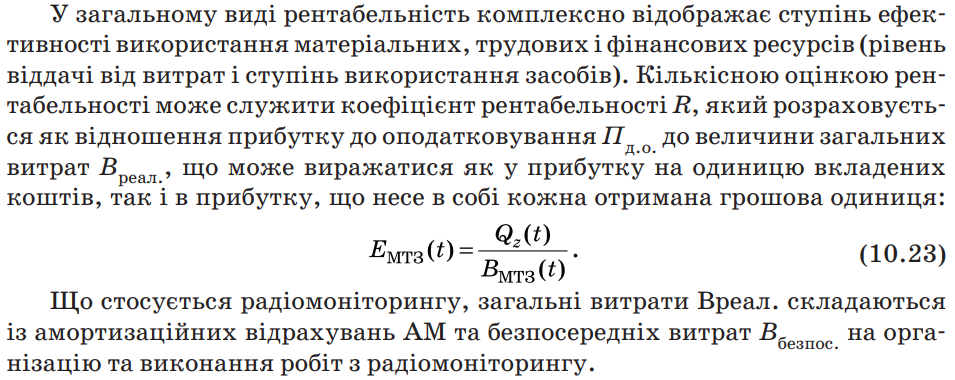 У загальному виді рентабельність комплексно відображає ступінь ефек-
тивності використання матеріальних, трудових і фінансових ресурсів (рівень
віддачі від витрат і ступінь використання засобів). Кількісною оцінкою рен-
табельності може служити коефіцієнт рентабельності R, який розраховуєть-
ся як відношення прибутку до оподатковування П д.о. до величини загальних
витрат В реал., що може виражатися як у прибутку на одиницю вкладених
коштів, так і в прибутку, що несе в собі кожна отримана грошова одиниця:
E_МТЗ(t) = Q_z(t) / B_МТЗ(t). (10.23)
Що стосується радіомоніторингу, загальні витрати Вреал. складаються
із амортизаційних відрахувань АМ та безпосередніх витрат В безпос. на орга-
нізацію та виконання робіт з радіомоніторингу.